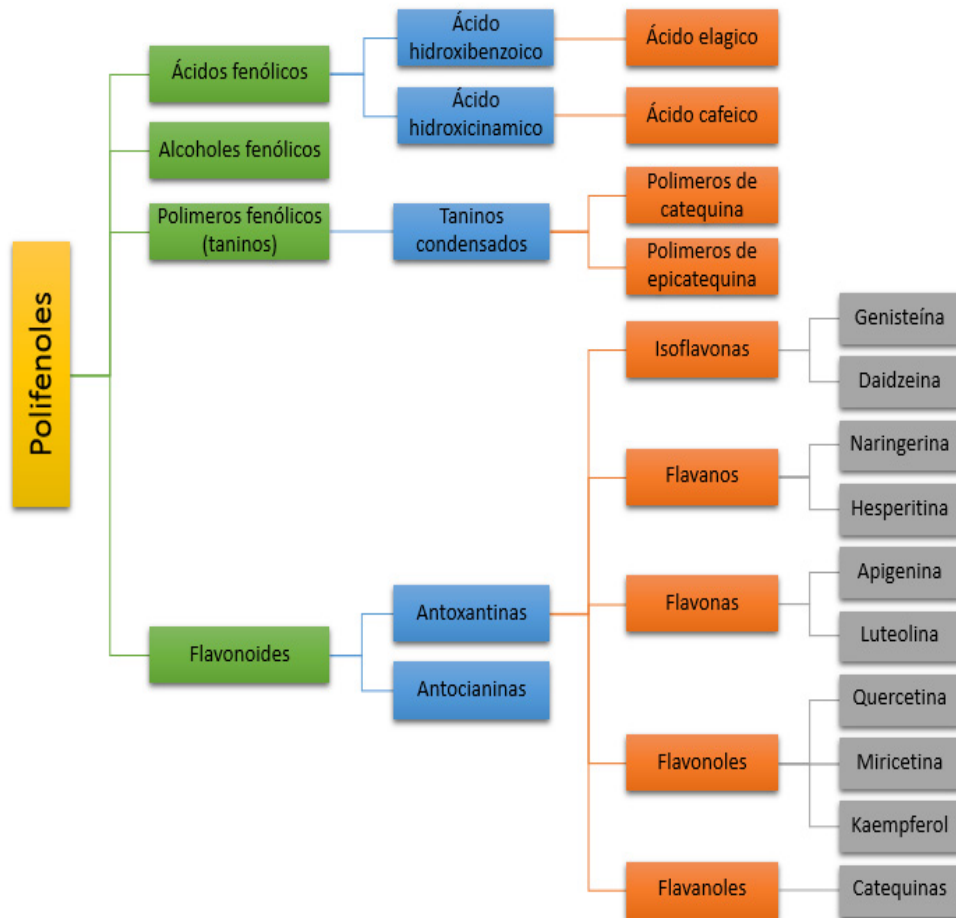 Polifenoles
Ácidos fenólicos
Ácido
hidroxibenzoico
Ácido elagico
Ácido
hidroxicinamico
Ácido cafeico
Alcoholes fenólicos
Polimeros fenólicos
(taninos)
Taninos
condensados
Polimeros de
catequina
Polimeros de
epicatequina
Flavonoides
Antoxantinas
Isoflavonas
Genisteína
Daidzeina
Flavanos
Naringerina
Hesperitina
Flavonas
Apigenina
Luteolina
Flavonoles
Quercetina
Miricetina
Kaempferol
Flavanoles
Catequinas
Antocianinas